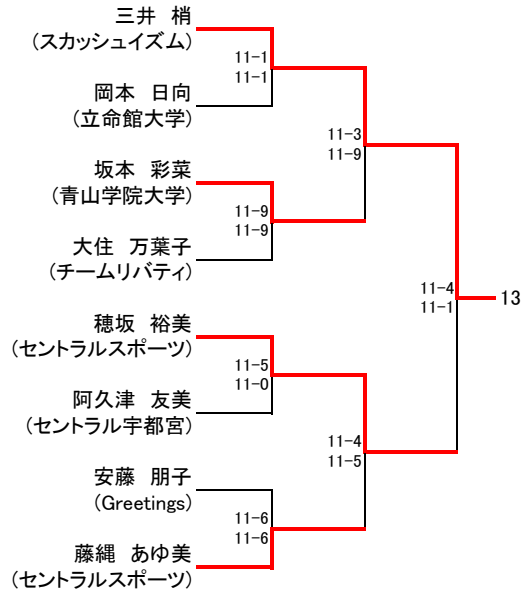 三井 梢
(スカッシュイズム)
11-1
11-1
岡本 日向
(立命館大学)
11-3
11-9
坂本 彩菜
(青山学院大学)
11-9
11-9
大住 万葉子
(チームリバティ)
11-4
11-1
13
穂坂 裕美
(セントラルスポーツ)
11-5
11-0
阿久津 友美
(セントラル宇都宮)
11-4
11-5
安藤 朋子
(Greetings)
11-6
11-6
藤縄 あゆ美
(セントラルスポーツ)